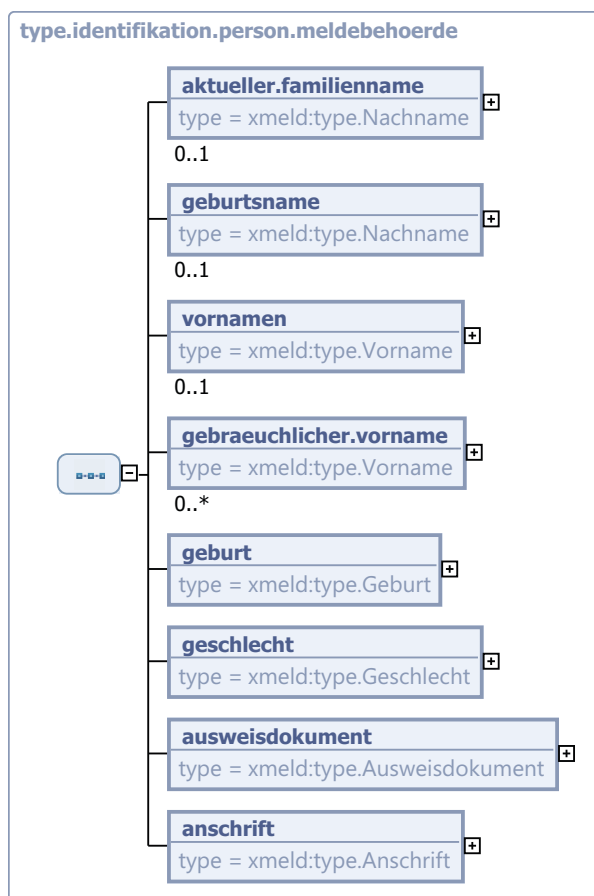 type.identifikation.person.meldebehoerde
aktueller.familienname
type = xmeld:type.Nachname
0..1
geburtsname
type = xmeld:type.Nachname
0..1
vornamen
type = xmeld:type.Vorname
0..1
gebraeuchlicher.vorname
type = xmeld:type.Vorname
0..*
geburt
type = xmeld:type.Geburt
geschlecht
type = xmeld:type.Geschlecht
ausweisdokument
type = xmeld:type.Ausweisdokument
anschrift
type = xmeld:type.Anschrift